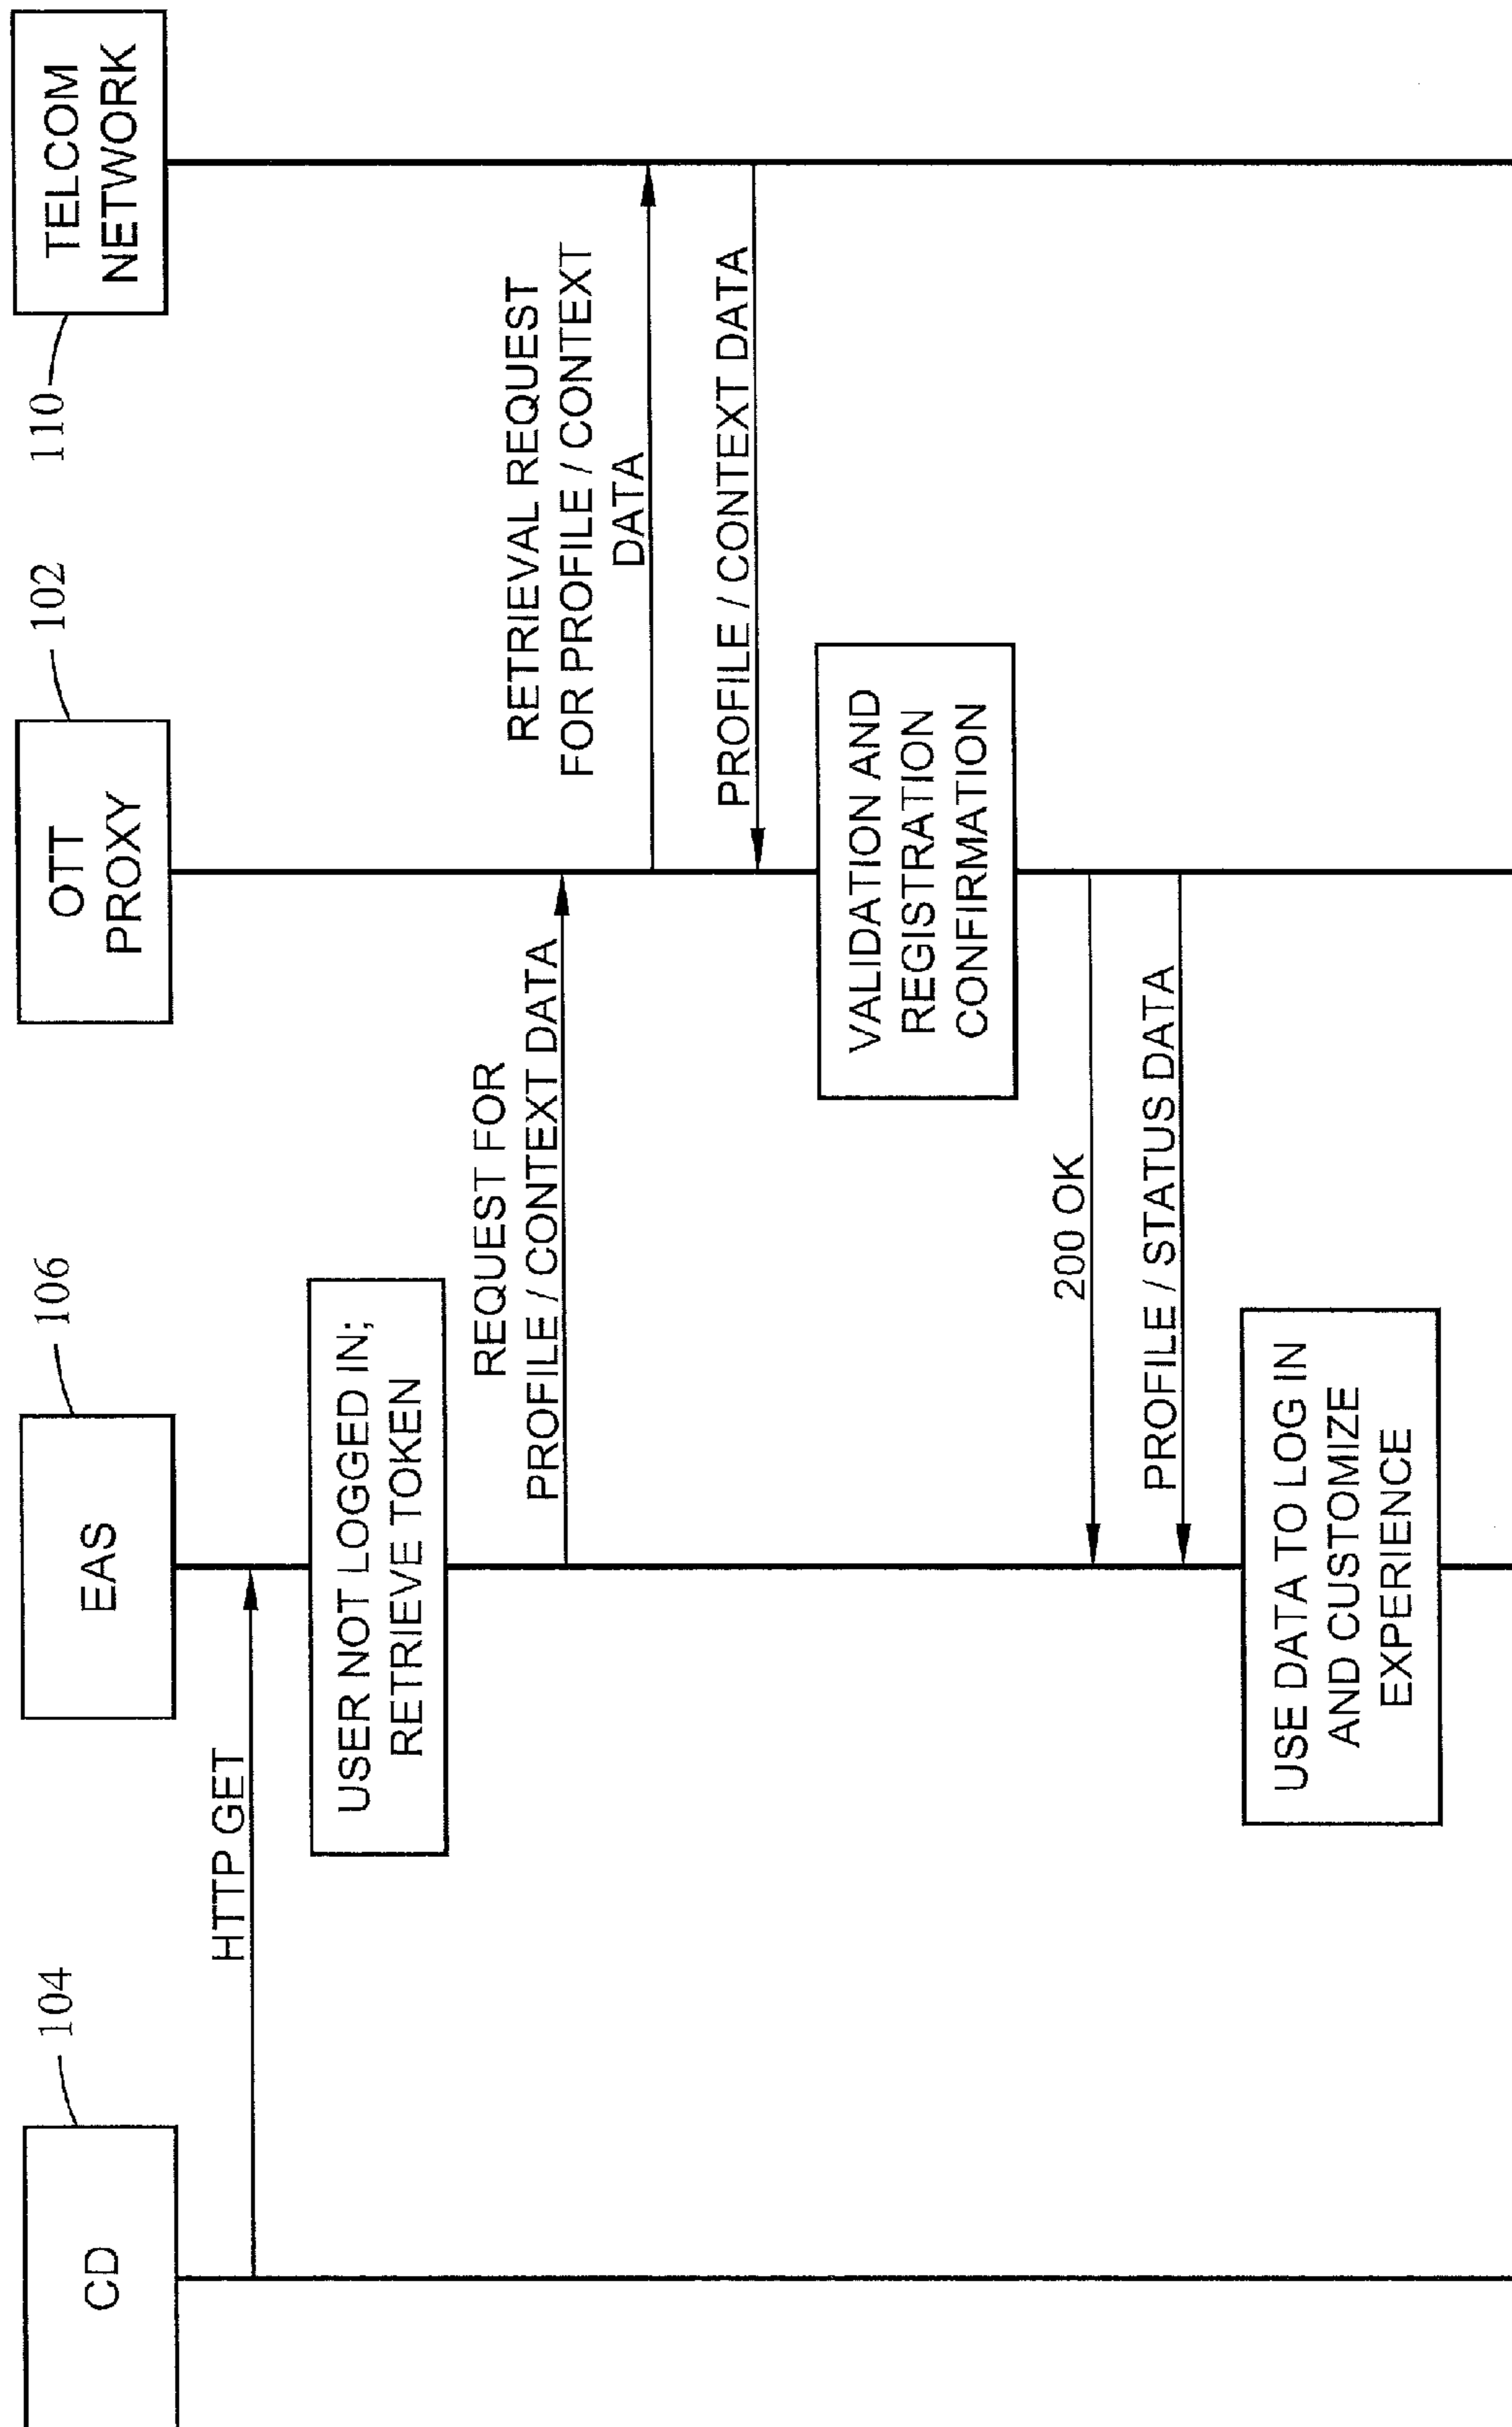 CD
104
EAS
106
OTT
PROXY
102
TELCOM
NETWORK
110
HTTP GET
USER NOT LOGGED IN;
RETRIEVE TOKEN
REQUEST FOR
PROFILE / CONTEXT DATA
RETRIEVAL REQUEST
FOR PROFILE / CONTEXT
DATA
PROFILE / CONTEXT DATA
VALIDATION AND
REGISTRATION
CONFIRMATION
200 OK
PROFILE / STATUS DATA
USE DATA TO LOG IN
AND CUSTOMIZE
EXPERIENCE